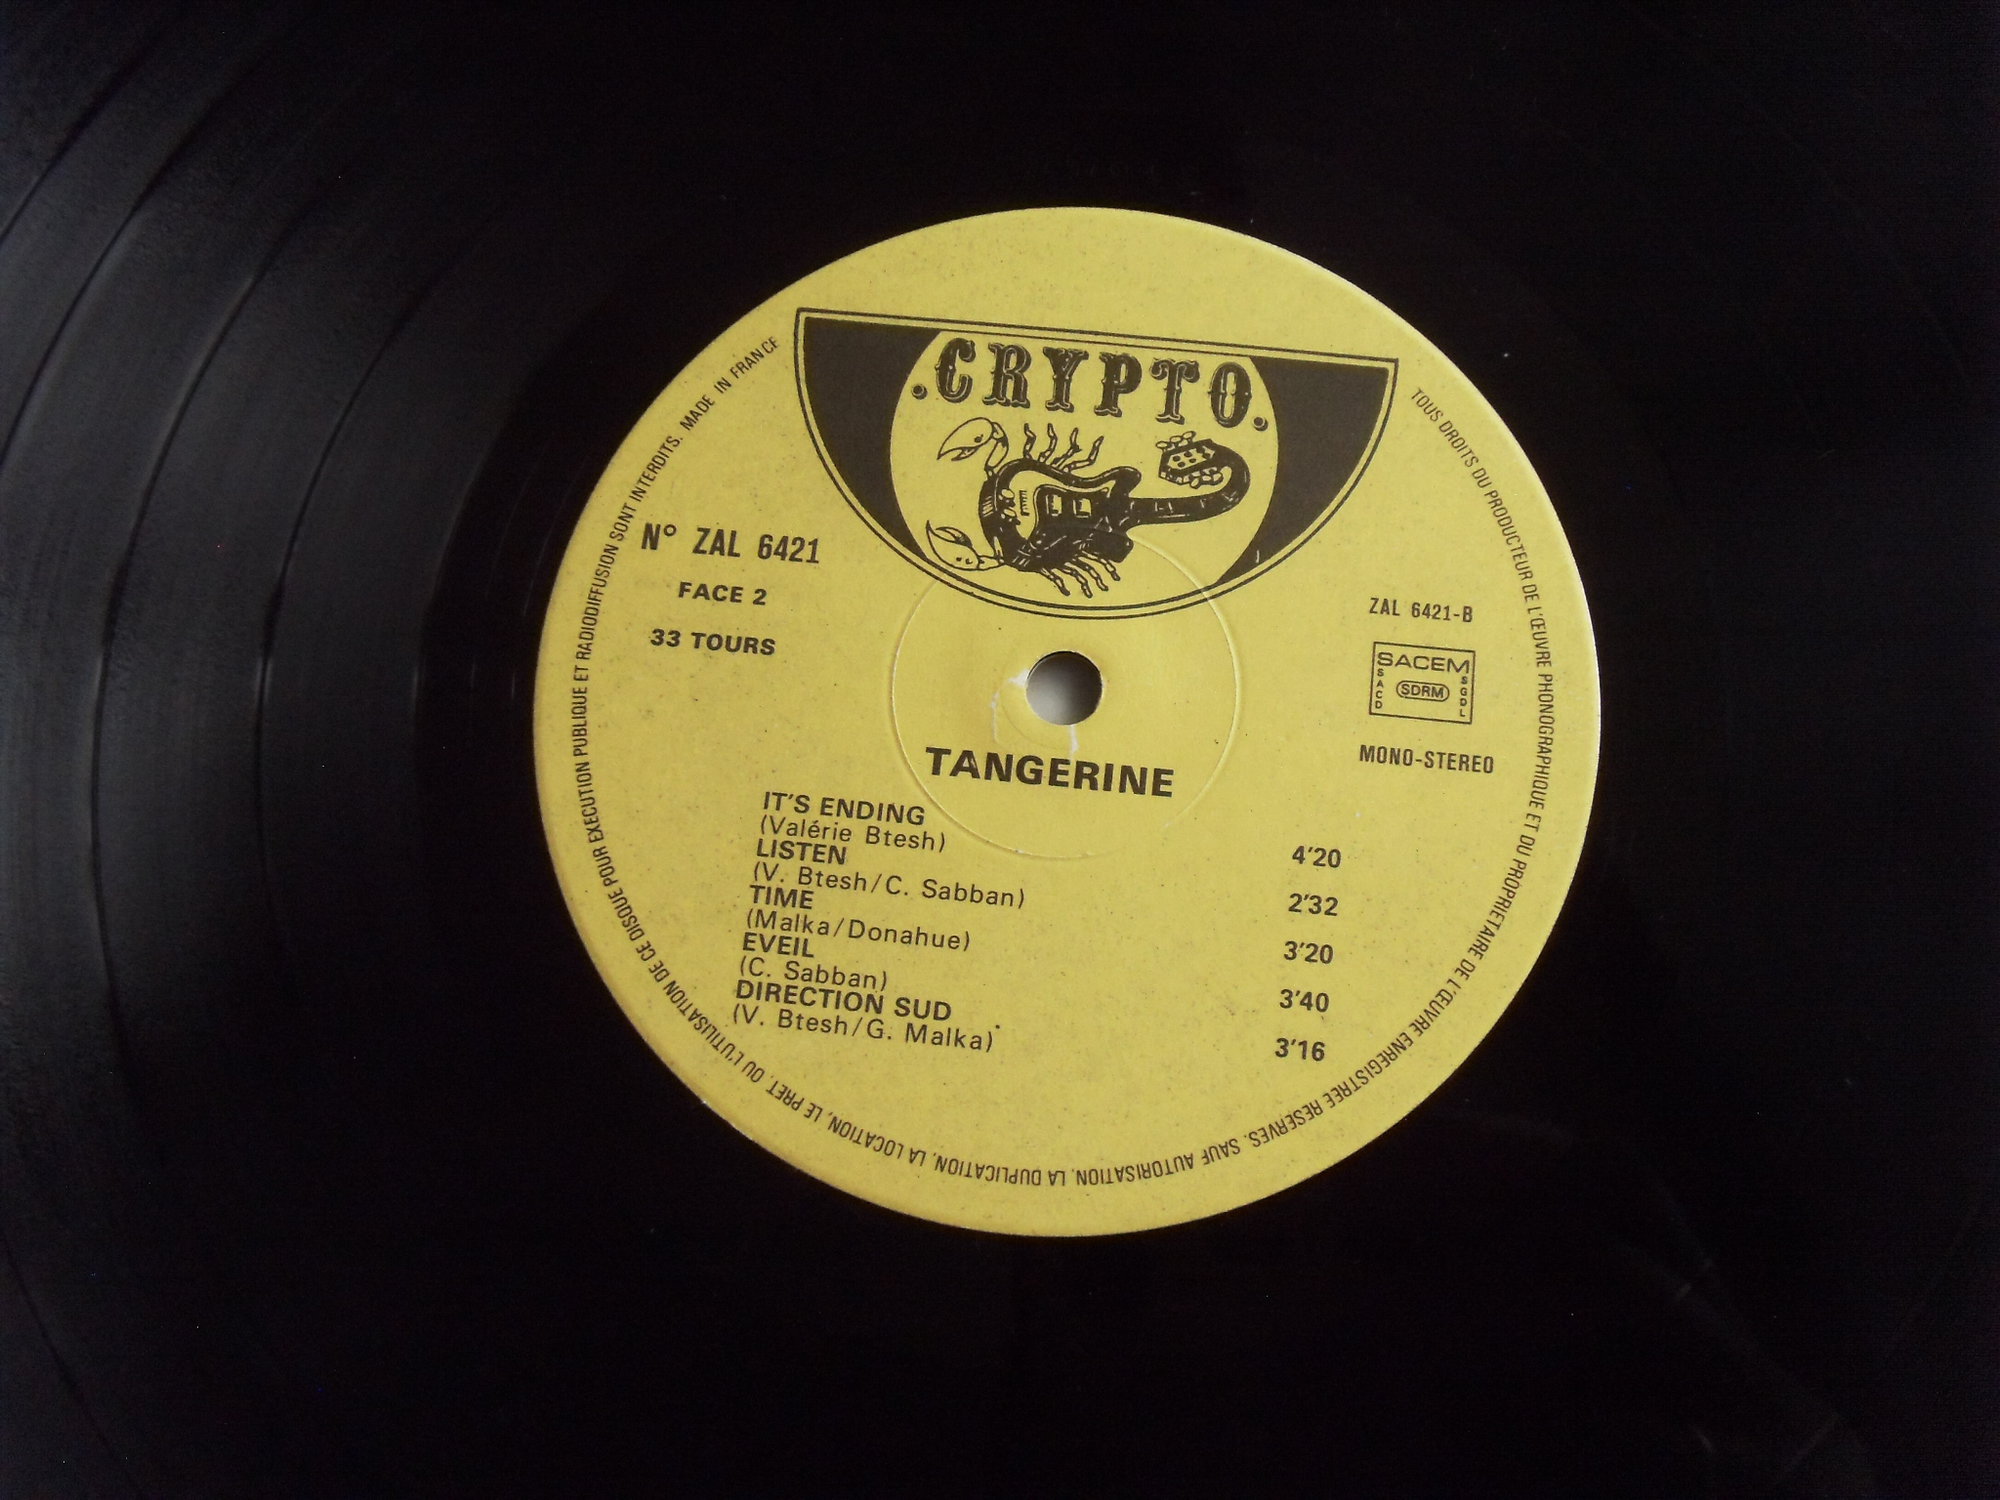 .CRYPTO.
N° ZAL 6421
FACE 2
33 TOURS
ZAL 6421-B
SACEM
SACD
SDRM
SGDL
MONO-STEREO
TANGERINE
IT'S ENDING
(Valérie Btesh) 4'20
LISTEN
(V. Btesh/C. Sabban) 2'32
TIME
(Malka/Donahue) 3'20
EVEIL
(C. Sabban) 3'40
DIRECTION SUD
(V. Btesh/G. Malka) 3'16
TOUS DROITS DU PRODUCTEUR DE L'ŒUVRE PHONOGRAPHIQUE ET DU PROPRIETAIRE DE L'ŒUVRE ENREGISTREE RESERVES. SAUF AUTORISATION, LA DUPLICATION, LA LOCATION, LE PRET, OU L'UTILISATION DE CE DISQUE POUR EXECUTION PUBLIQUE ET RADIODIFFUSION SONT INTERDITS. MADE IN FRANCE